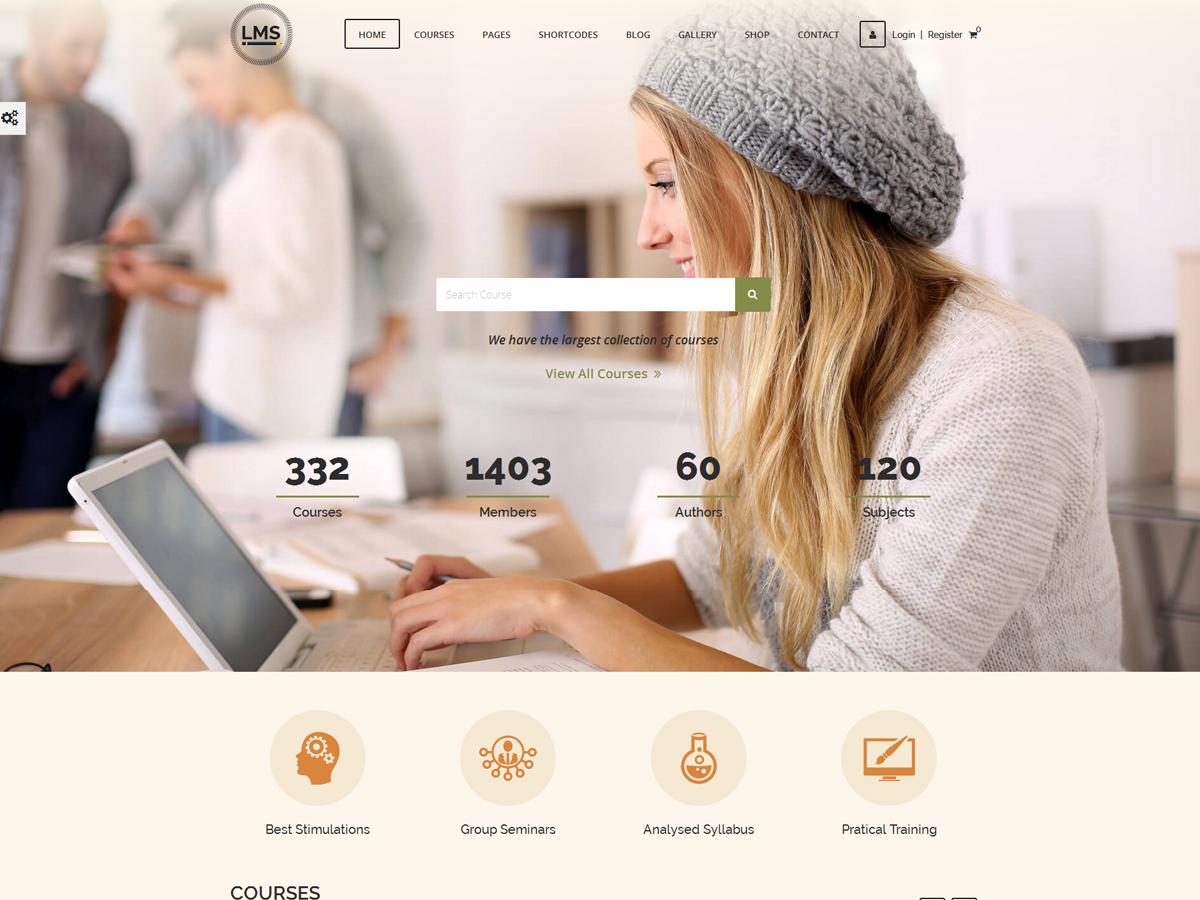 LMS
HOME COURSES PAGES SHORTCODES BLOG GALLERY SHOP CONTACT Login | Register 0
Search Course
We have the largest collection of courses
View All Courses »
332 1403 60 120
Courses Members Authors Subjects
Best Stimulations Group Seminars Analysed Syllabus Pratical Training
COURSES